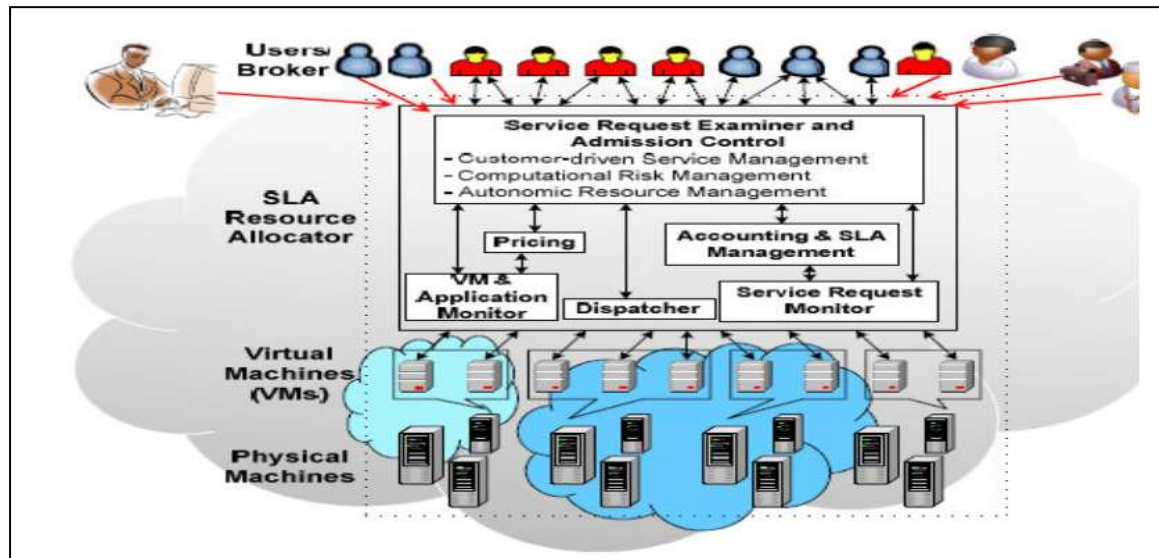 Users/
Broker
Service Request Examiner and
Admission Control
- Customer-driven Service Management
- Computational Risk Management
- Autonomic Resource Management
SLA
Resource
Allocator
Pricing
Accounting & SLA
Management
VM &
Application
Monitor
Dispatcher
Service Request
Monitor
Virtual
Machines
(VMs)
Physical
Machines